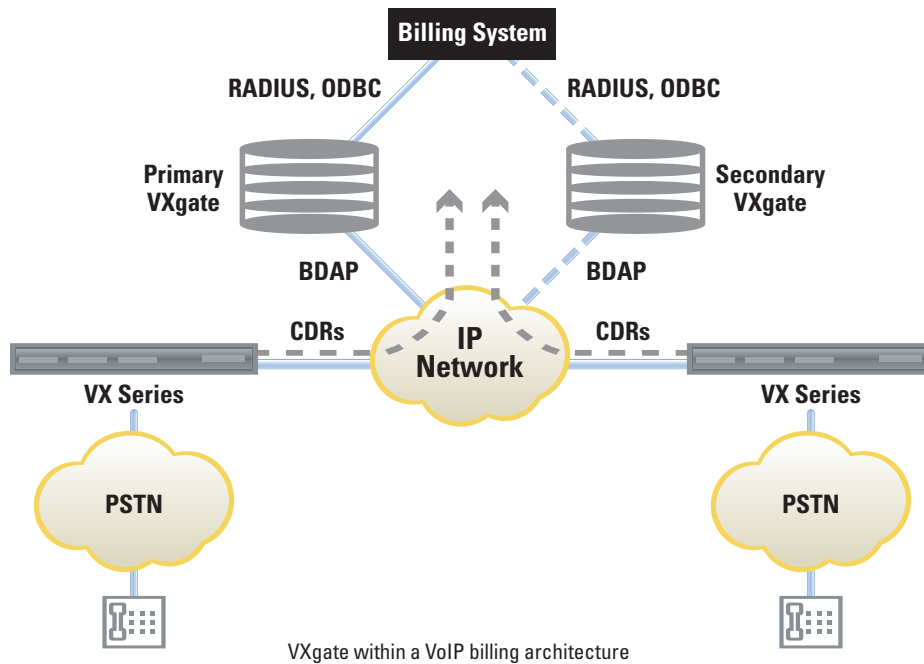 Billing System
RADIUS, ODBC
RADIUS, ODBC
Primary
VXgate
Secondary
VXgate
BDAP
BDAP
CDRs
IP
Network
CDRs
VX Series
VX Series
PSTN
PSTN
VXgate within a VoIP billing architecture